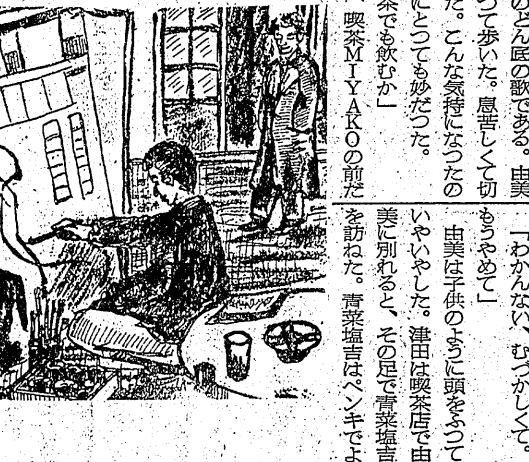 のどん底の歌である。由美
つて歩いた。息苦しくて切
た。こんな気持になつたの
にとつても妙だつた。
茶でも飲むか」
喫茶MIYAKOの前だ
「わかんない、むづかしくて。
もうやめて」
由美は子供のように頭をふつて
いやいやした。津田は喫茶店で由
美に別れると、その足で青菜塩吉
を訪ねた。青菜塩吉はペンキでよ